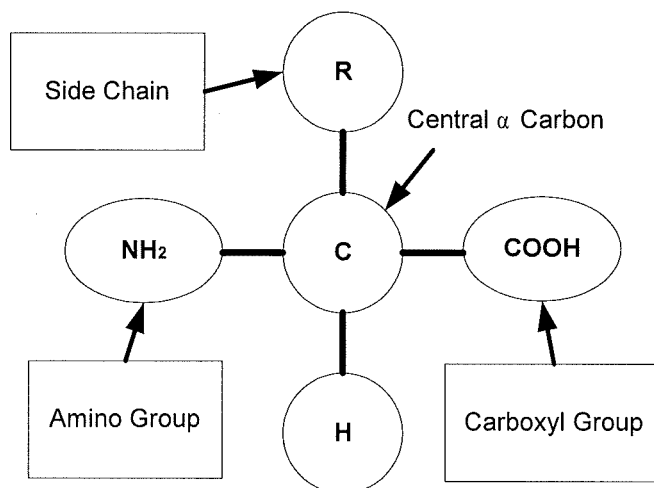 R
Side Chain
Central α Carbon
NH₂
C
COOH
Amino Group
H
Carboxyl Group